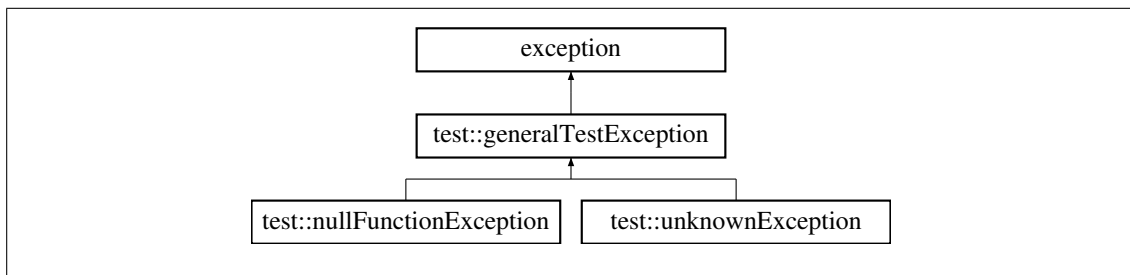 exception
test::generalTestException
test::nullFunctionException
test::unknownException